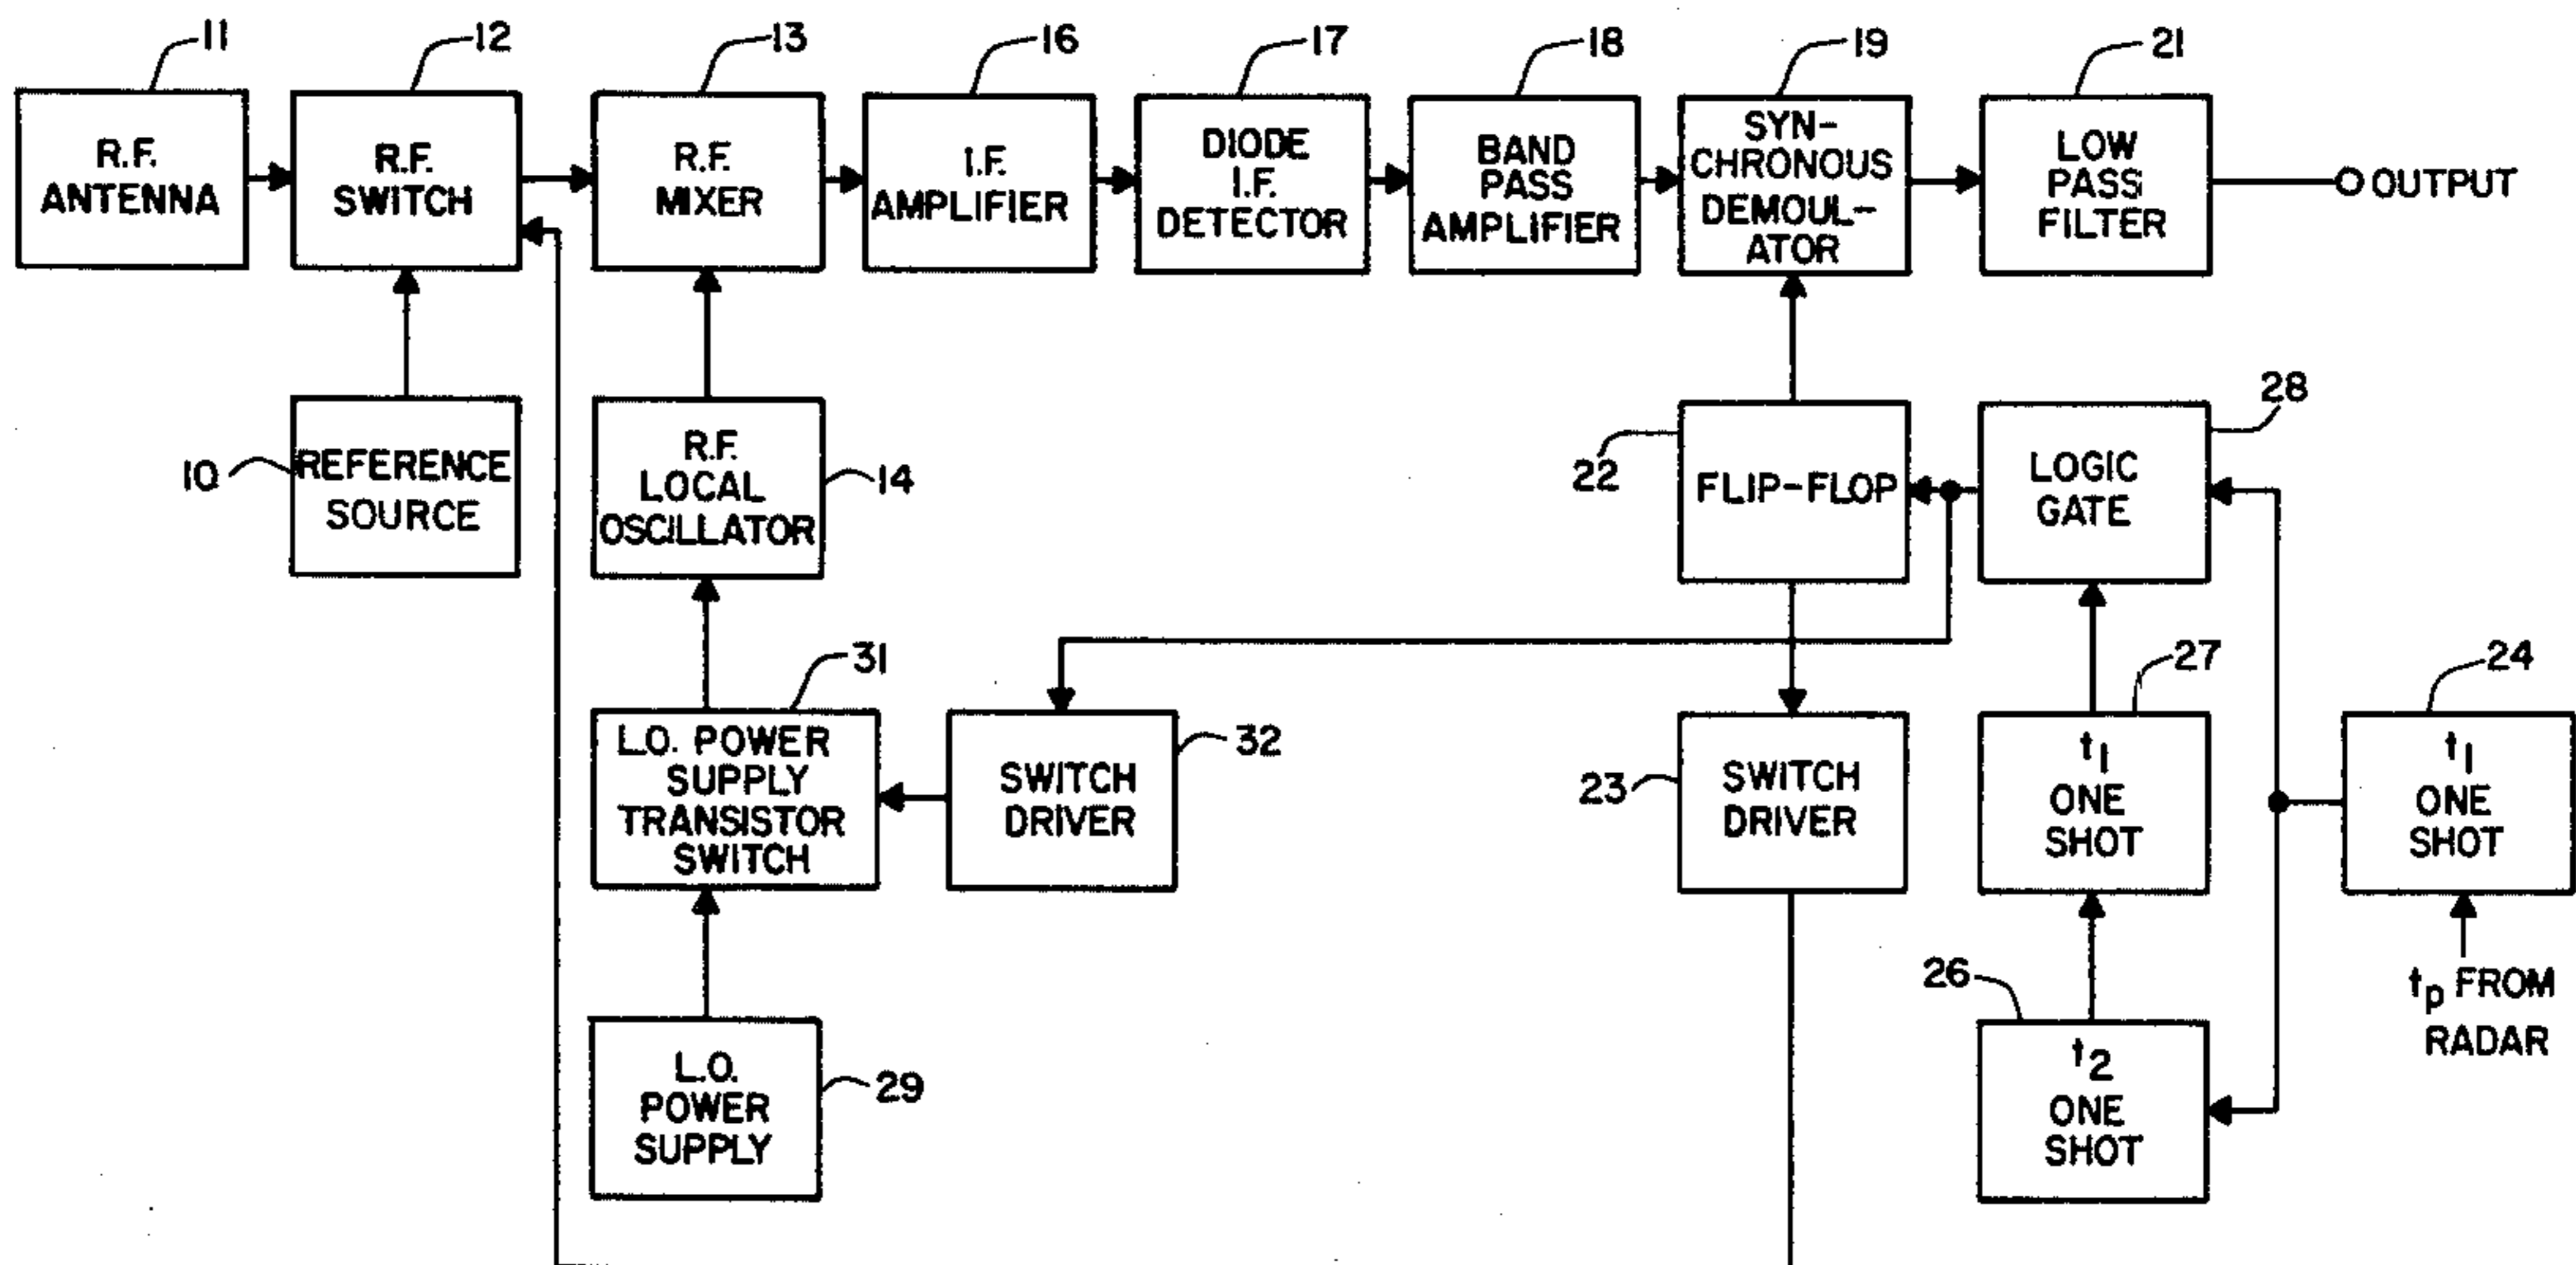 11
12
13
16
17
18
19
21
R.F.
ANTENNA
R.F.
SWITCH
R.F.
MIXER
I.F.
AMPLIFIER
DIODE
I.F.
DETECTOR
BAND
PASS
AMPLIFIER
SYN-
CHRONOUS
DEMOUL-
ATOR
LOW
PASS
FILTER
OUTPUT
10
REFERENCE
SOURCE
R.F.
LOCAL
OSCILLATOR
14
22
FLIP-FLOP
LOGIC
GATE
28
31
L.O. POWER
SUPPLY
TRANSISTOR
SWITCH
SWITCH
DRIVER
32
23
SWITCH
DRIVER
27
t1
ONE
SHOT
24
t1
ONE
SHOT
L.O.
POWER
SUPPLY
29
26
t2
ONE
SHOT
tp FROM
RADAR